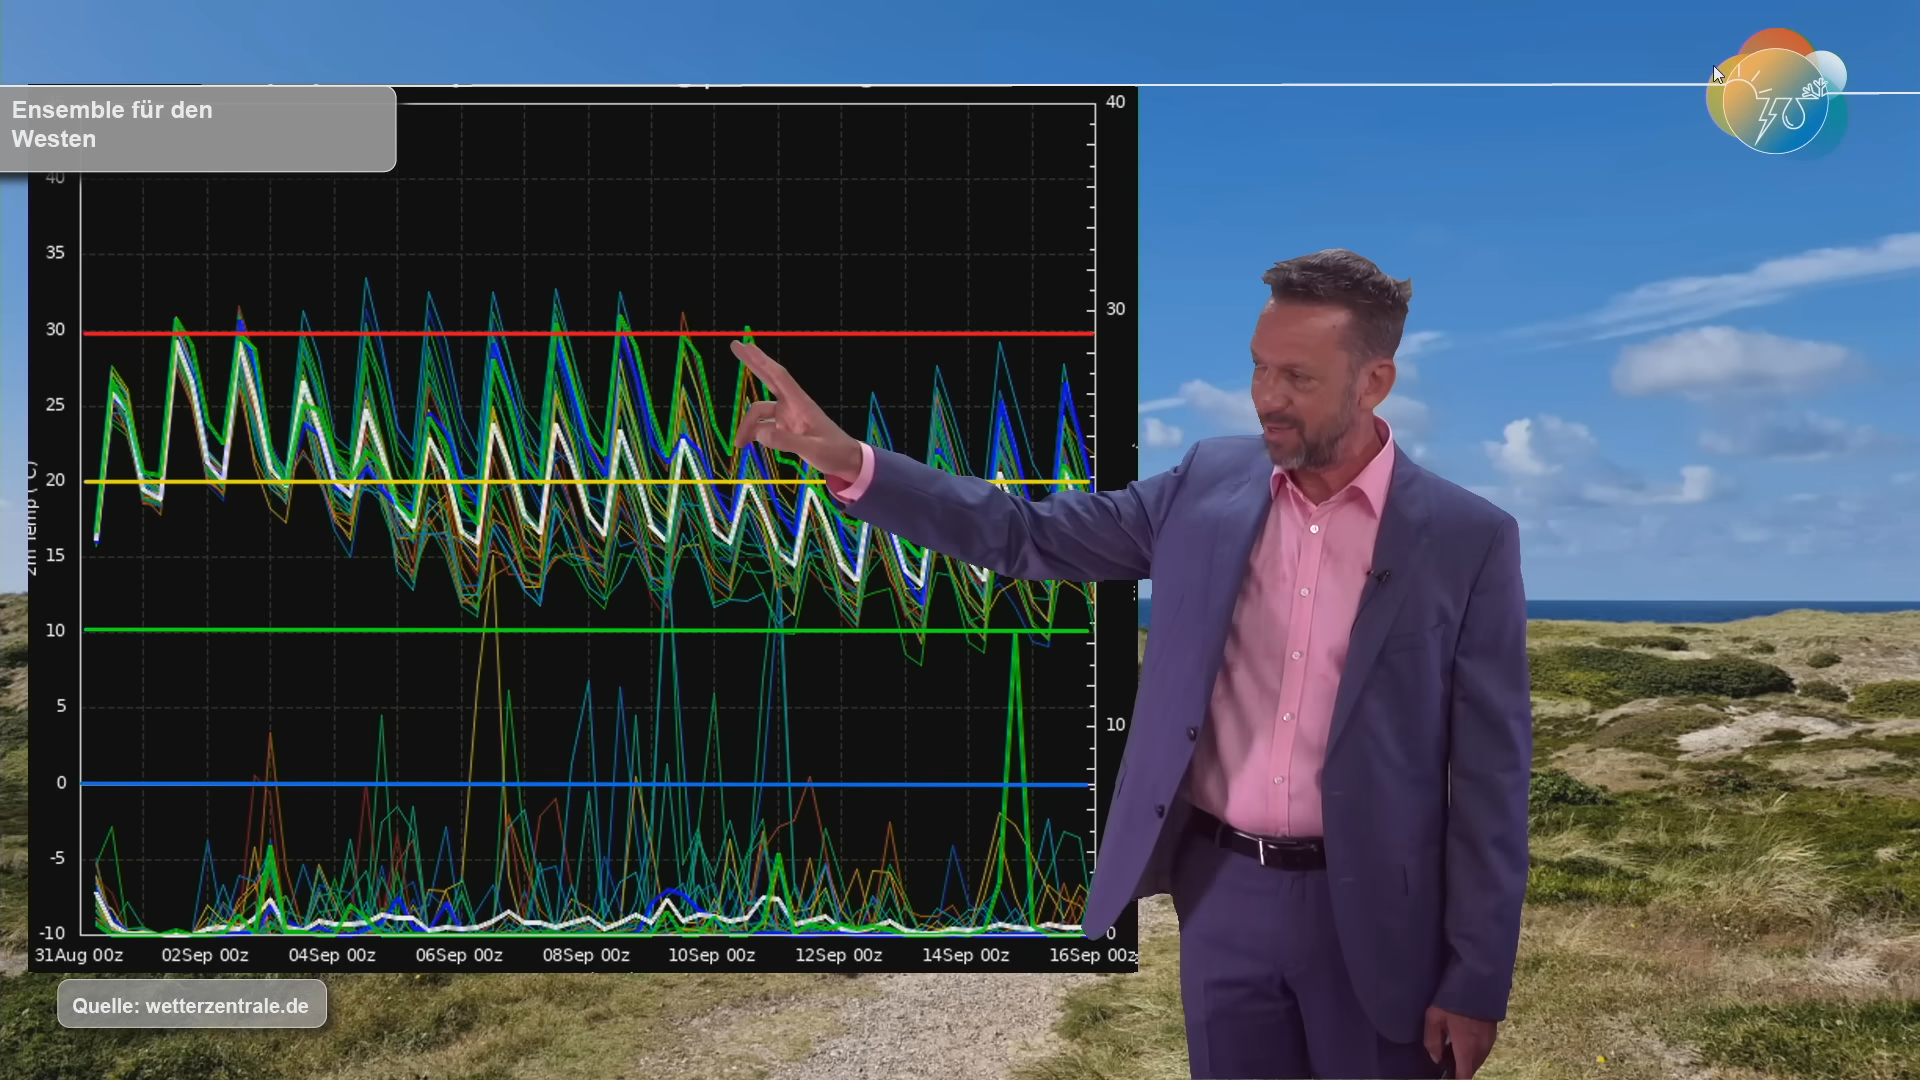 Ensemble für den
Westen
40
40
35
30
30
25
20
15
10
10
5
0
-5
-10
0
2m Temp (°C)
31Aug 00z
02Sep 00z
04Sep 00z
06Sep 00z
08Sep 00z
10Sep 00z
12Sep 00z
14Sep 00z
16Sep 00z
Quelle: wetterzentrale.de